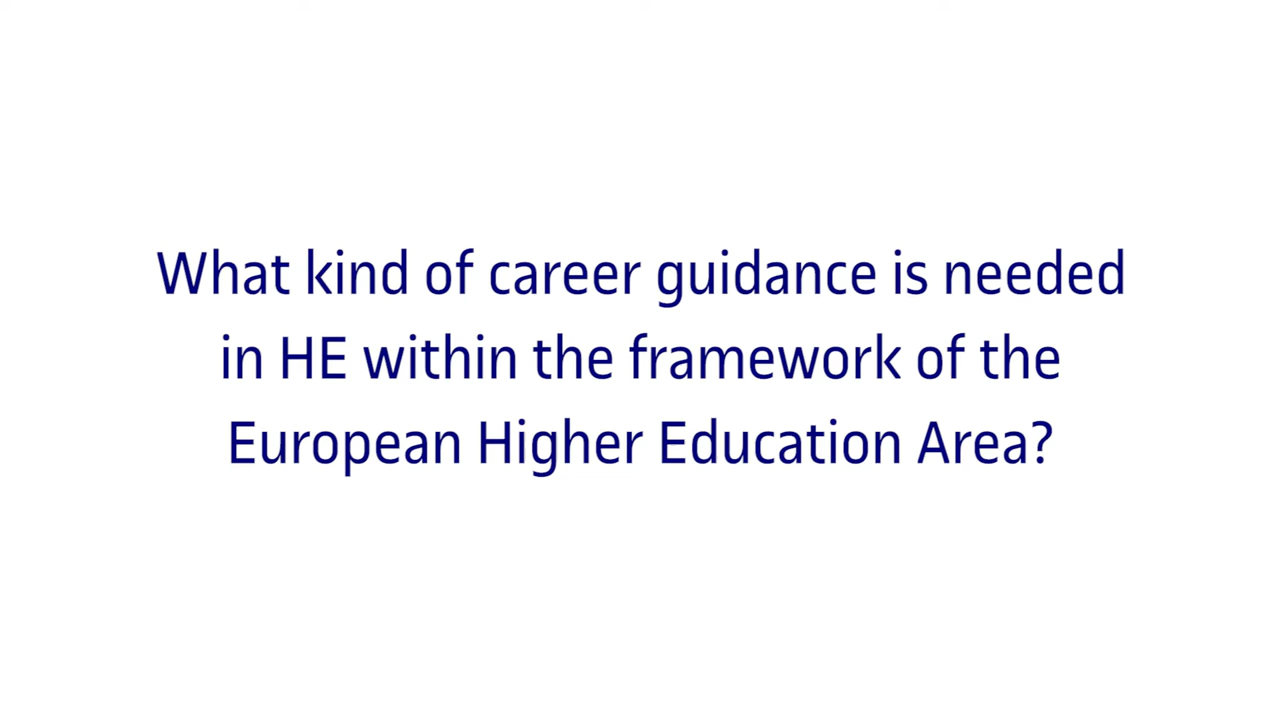 What kind of career guidance is needed
in HE within the framework of the
European Higher Education Area?